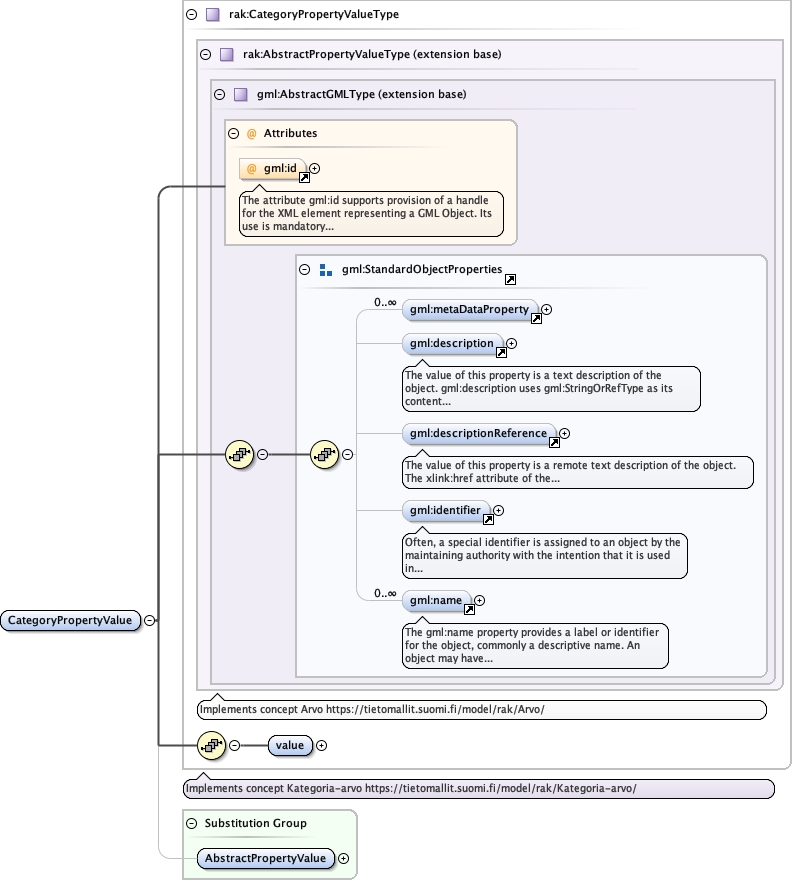 rak:CategoryPropertyValueType
rak:AbstractPropertyValueType (extension base)
gml:AbstractGMLType (extension base)
@ Attributes
@ gml:id
The attribute gml:id supports provision of a handle
for the XML element representing a GML Object. Its
use is mandatory...
gml:StandardObjectProperties
0..∞
gml:metaDataProperty
gml:description
The value of this property is a text description of the
object. gml:description uses gml:StringOrRefType as its
content...
gml:descriptionReference
The value of this property is a remote text description of the object.
The xlink:href attribute of the...
gml:identifier
Often, a special identifier is assigned to an object by the
maintaining authority with the intention that it is used
in...
0..∞
gml:name
The gml:name property provides a label or identifier
for the object, commonly a descriptive name. An
object may have...
CategoryPropertyValue
Implements concept Arvo https://tietomallit.suomi.fi/model/rak/Arvo/
value
Implements concept Kategoria-arvo https://tietomallit.suomi.fi/model/rak/Kategoria-arvo/
Substitution Group
AbstractPropertyValue